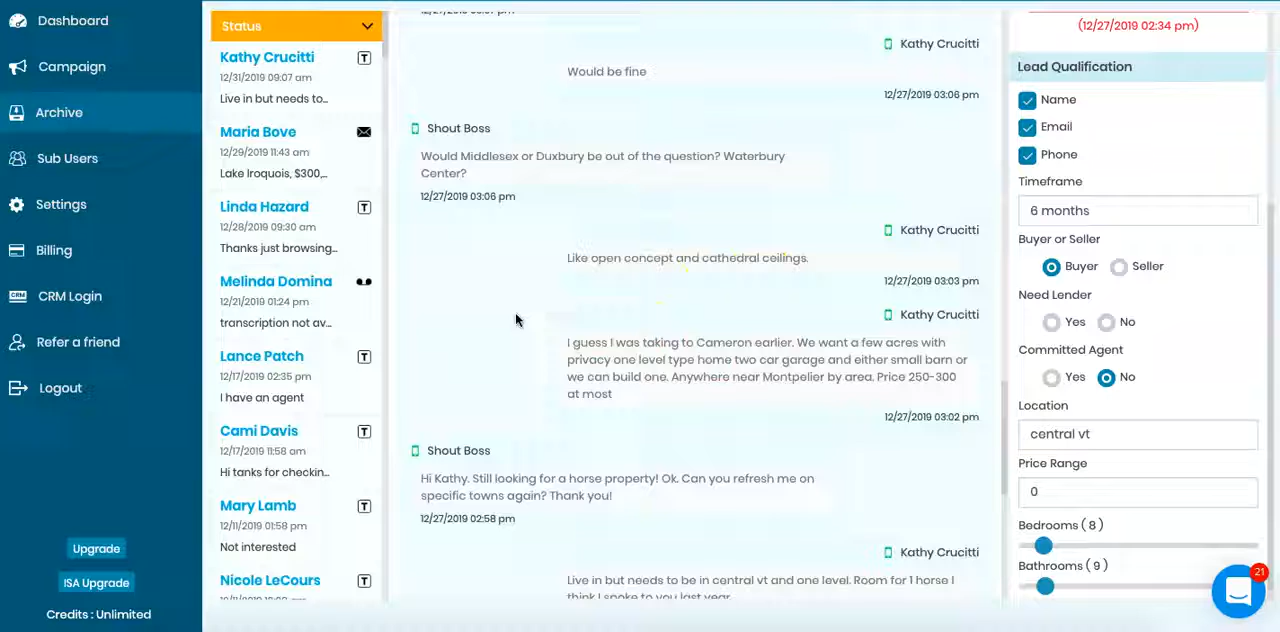 Dashboard
Campaign
Archive
Sub Users
Settings
Billing
CRM
CRM Login
Refer a friend
Logout
Upgrade
ISA Upgrade
Credits : Unlimited
Status
Kathy Crucitti
T
12/31/2019 09:07 am
Live in but needs to...
Maria Bove
12/29/2019 11:43 am
Lake Iroquois, $300,...
Linda Hazard
T
12/28/2019 09:30 am
Thanks just browsing...
Melinda Domina
12/21/2019 01:24 pm
transcription not av...
Lance Patch
T
12/17/2019 02:35 pm
I have an agent
Cami Davis
T
12/17/2019 11:58 am
Hi tanks for checkin...
Mary Lamb
T
12/11/2019 01:58 pm
Not interested
Nicole LeCours
T
Kathy Crucitti
Would be fine
12/27/2019 03:06 pm
Shout Boss
Would Middlesex or Duxbury be out of the question? Waterbury
Center?
12/27/2019 03:06 pm
Kathy Crucitti
Like open concept and cathedral ceilings.
12/27/2019 03:03 pm
Kathy Crucitti
I guess I was taking to Cameron earlier. We want a few acres with
privacy one level type home two car garage and either small barn or
we can build one. Anywhere near Montpelier by area. Price 250-300
at most
12/27/2019 03:02 pm
Shout Boss
Hi Kathy. Still looking for a horse property! Ok. Can you refresh me on
specific towns again? Thank you!
12/27/2019 02:58 pm
Kathy Crucitti
Live in but needs to be in central vt and one level. Room for 1 horse I
think I spoke to you last year
(12/27/2019 02:34 pm)
Lead Qualification
Name
Email
Phone
Timeframe
6 months
Buyer or Seller
Buyer Seller
Need Lender
Yes No
Committed Agent
Yes No
Location
central vt
Price Range
0
Bedrooms ( 8 )
Bathrooms ( 9 )
21